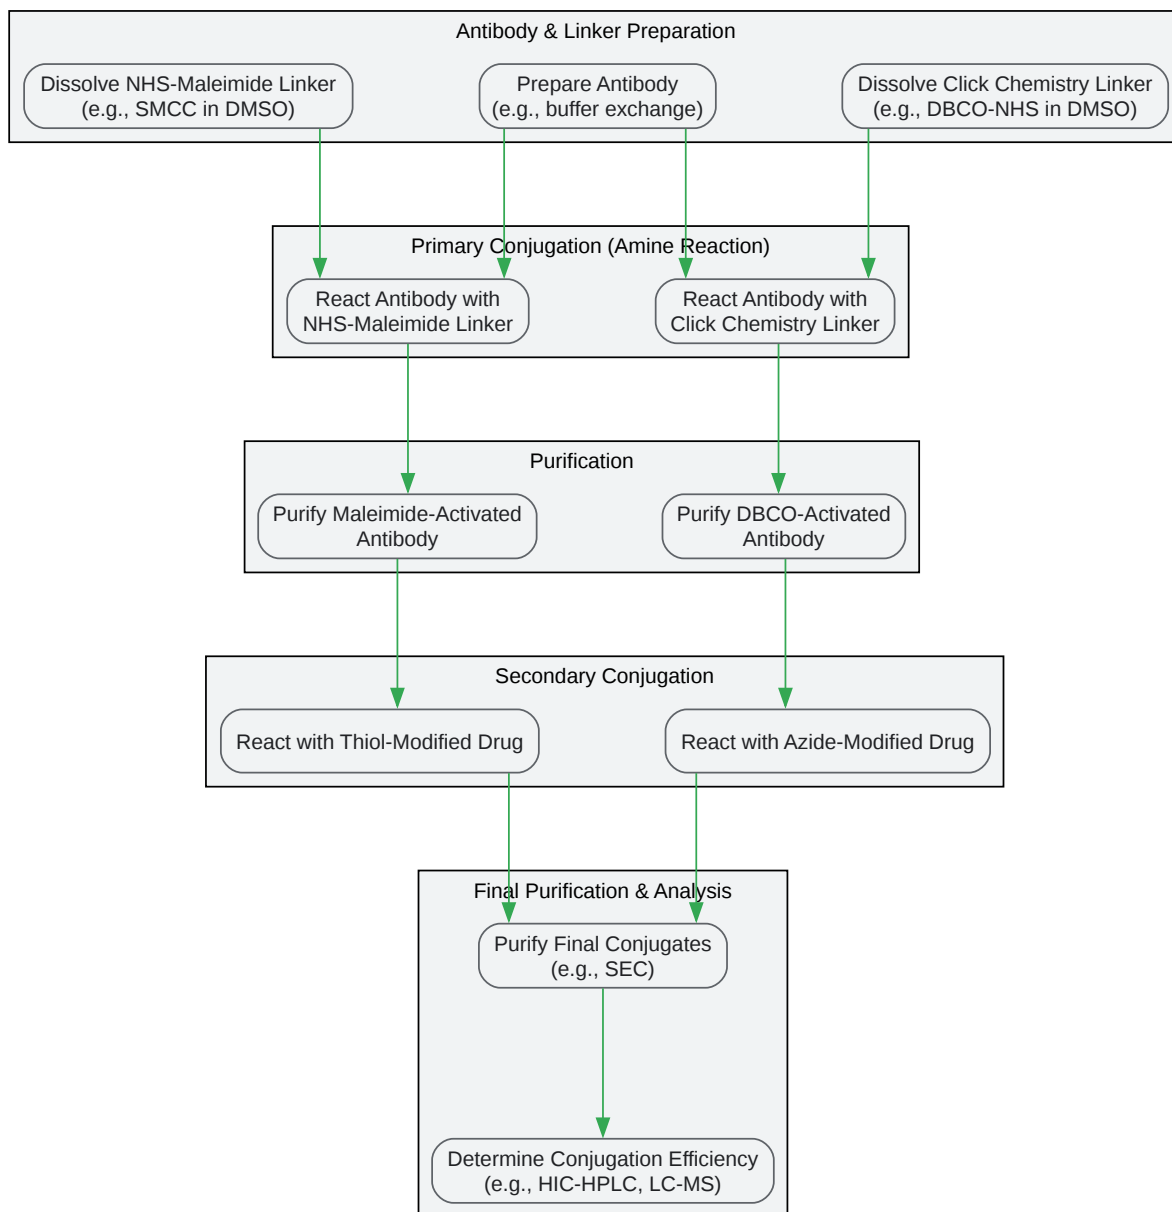 Antibody & Linker Preparation
Dissolve NHS-Maleimide Linker
(e.g., SMCC in DMSO)
Prepare Antibody
(e.g., buffer exchange)
Dissolve Click Chemistry Linker
(e.g., DBCO-NHS in DMSO)
Primary Conjugation (Amine Reaction)
React Antibody with
NHS-Maleimide Linker
React Antibody with
Click Chemistry Linker
Purification
Purify Maleimide-Activated
Antibody
Purify DBCO-Activated
Antibody
Secondary Conjugation
React with Thiol-Modified Drug
React with Azide-Modified Drug
Final Purification & Analysis
Purify Final Conjugates
(e.g., SEC)
Determine Conjugation Efficiency
(e.g., HIC-HPLC, LC-MS)